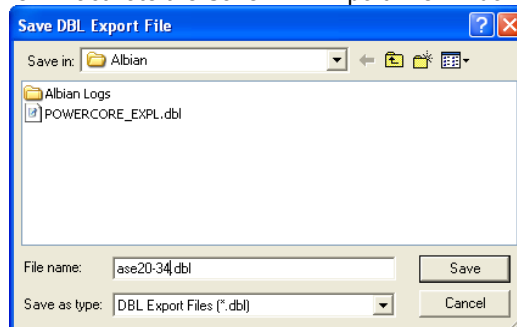 Save DBL Export File
Save in: Albian
Albian Logs
POWERCORE_EXPL.dbl
File name: ase20-34.dbl Save
Save as type: DBL Export Files (*.dbl) Cancel